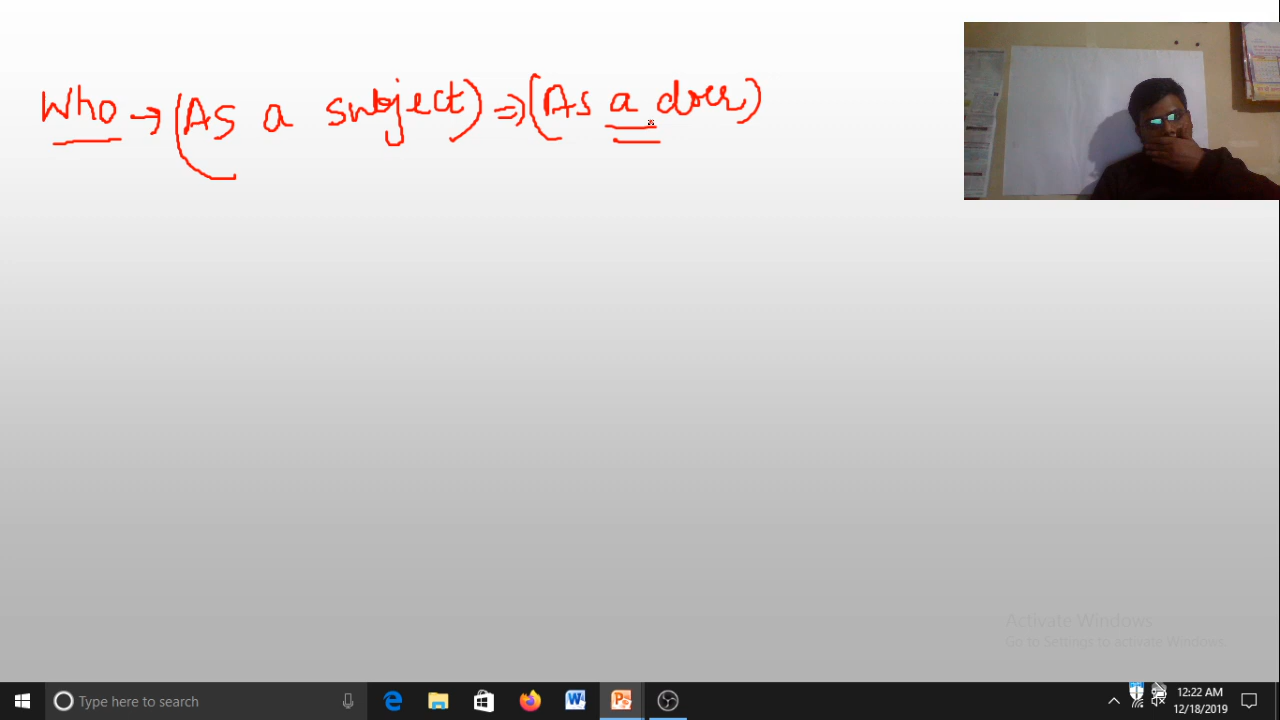 Who → (As a subject) ⇒ (As a doer)
Activate Windows
Go to Settings to activate Windows.
Type here to search
12:22 AM
12/18/2019